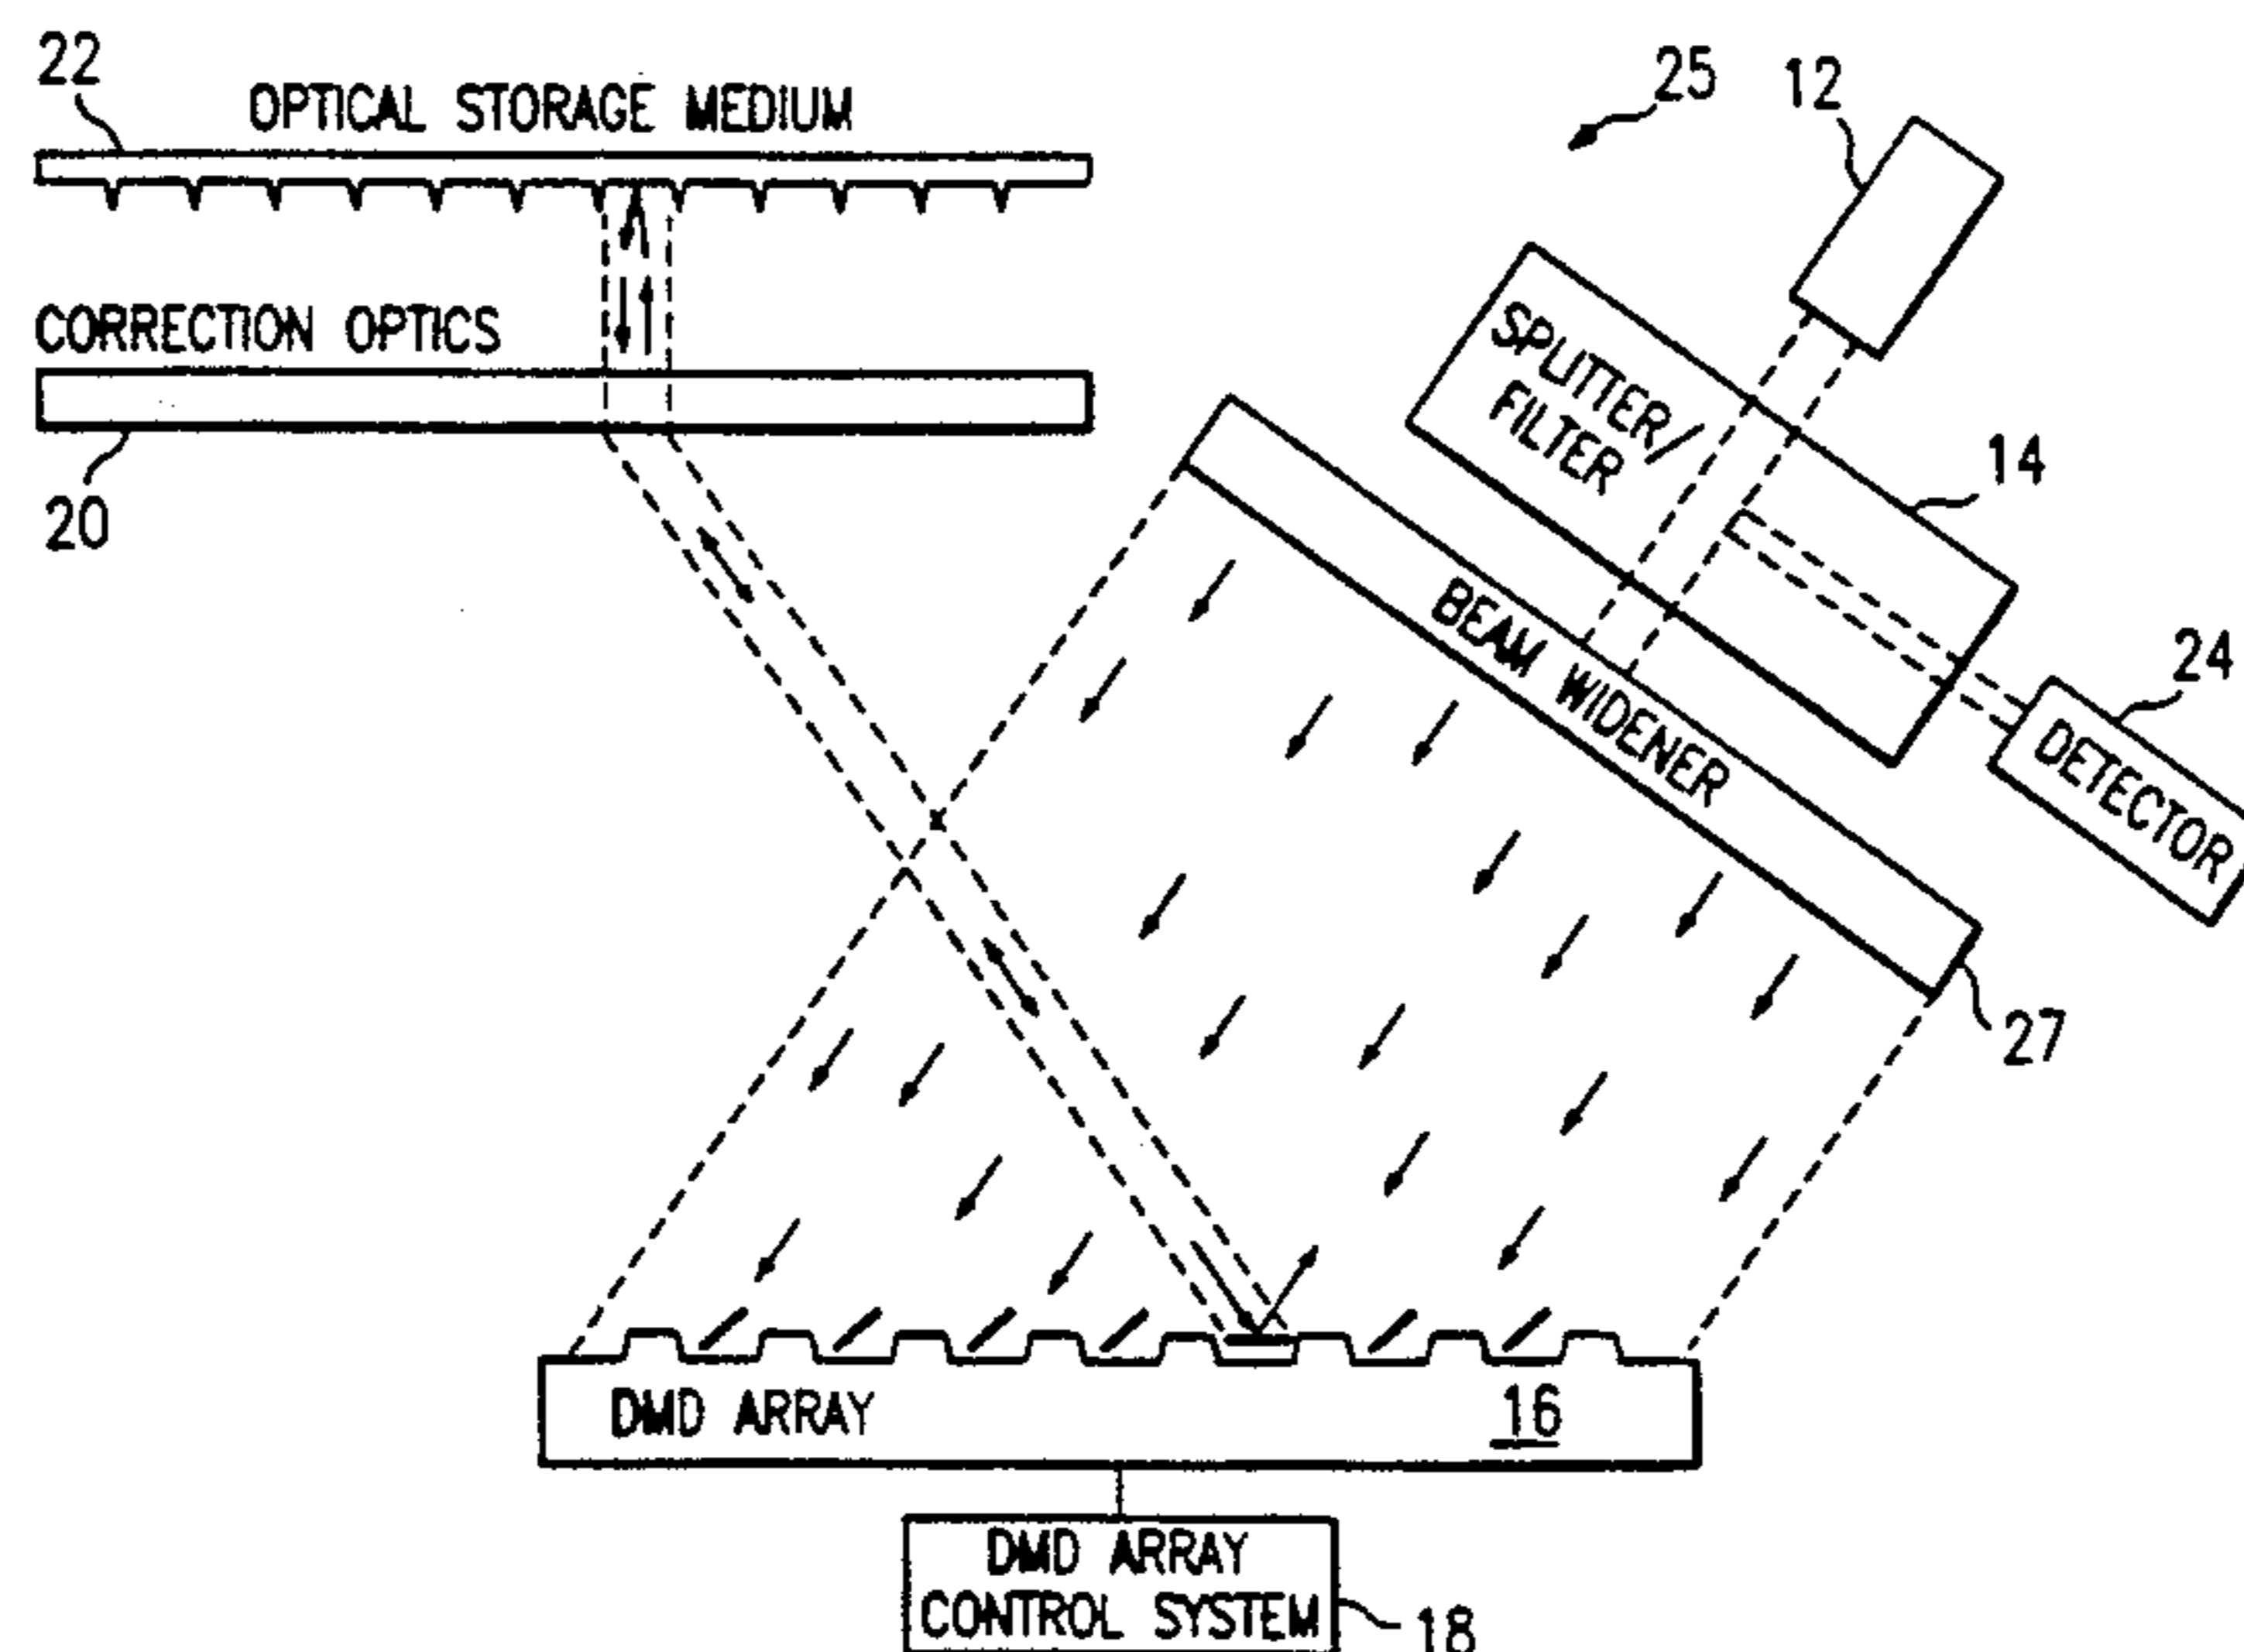 22
OPTICAL STORAGE MEDIUM
25
12
CORRECTION OPTICS
SPLITTER/
FILTER
14
20
BEAM WIDENER
24
DETECTOR
27
DMD ARRAY
16
DMD ARRAY
CONTROL SYSTEM
18